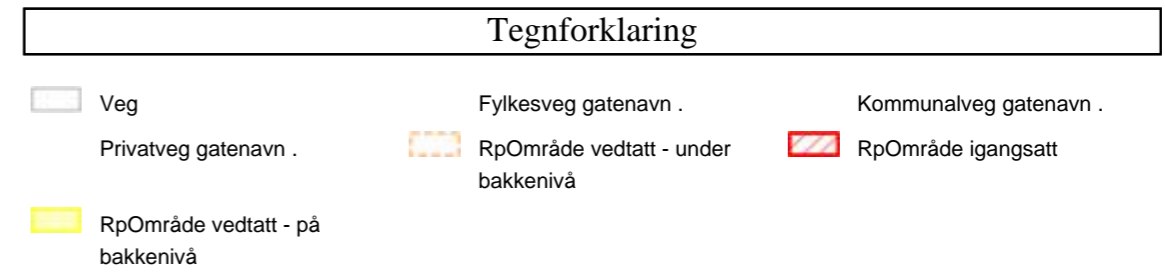 Tegnforklaring
Veg
Fylkesveg gatenavn .
Kommunalveg gatenavn .
Privatveg gatenavn .
RpOmråde vedtatt - under
bakkenivå
RpOmråde igangsatt
RpOmråde vedtatt - på
bakkenivå